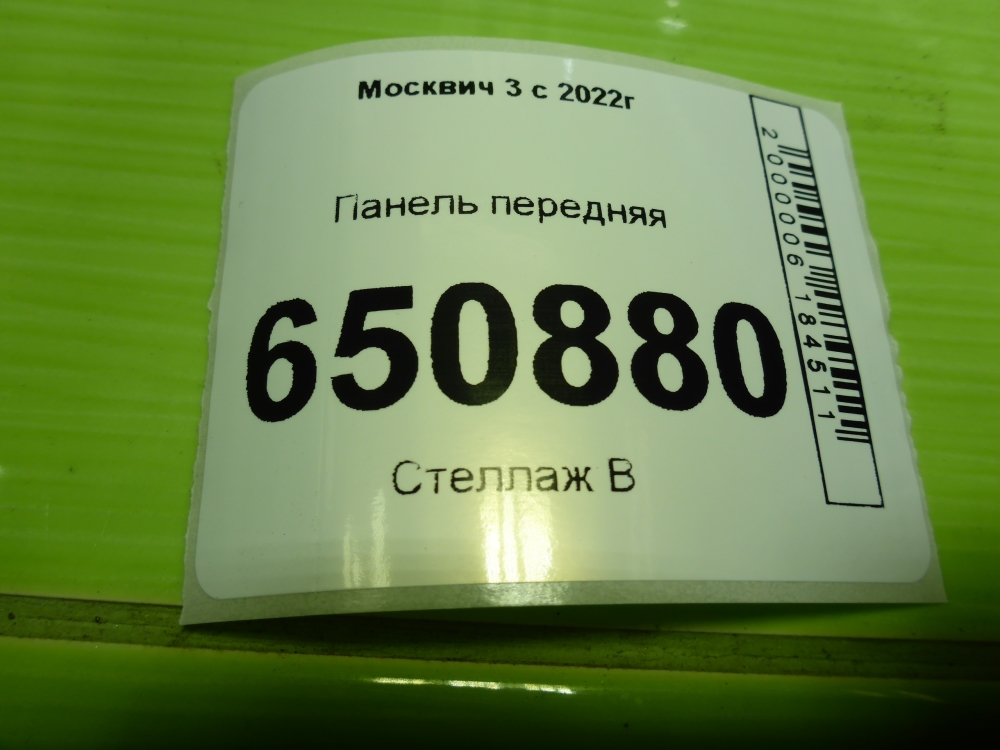 Москвич 3 с 2022г
Панель передняя
650880
Стеллаж В
2000006184511